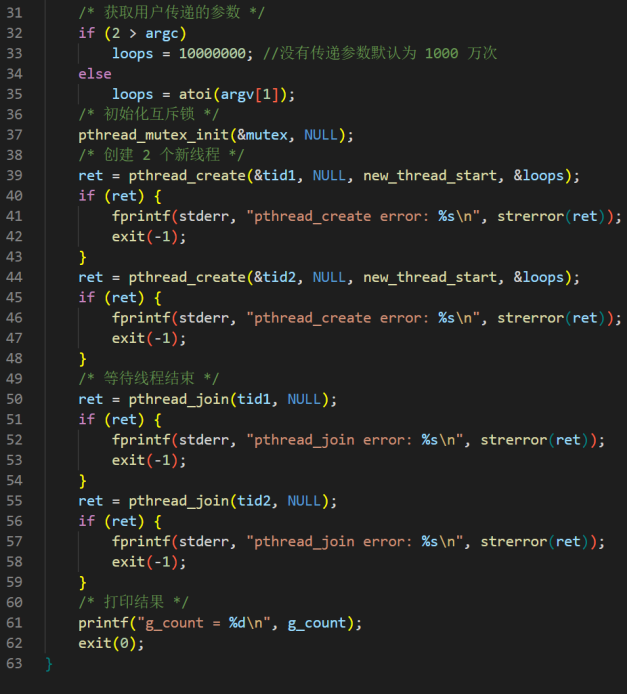 31 /* 获取用户传递的参数 */
32 if (2 > argc)
33 loops = 10000000; //没有传递参数默认为 1000 万次
34 else
35 loops = atoi(argv[1]);
36 /* 初始化互斥锁 */
37 pthread_mutex_init(&mutex, NULL);
38 /* 创建 2 个新线程 */
39 ret = pthread_create(&tid1, NULL, new_thread_start, &loops);
40 if (ret) {
41 fprintf(stderr, "pthread_create error: %s\n", strerror(ret));
42 exit(-1);
43 }
44 ret = pthread_create(&tid2, NULL, new_thread_start, &loops);
45 if (ret) {
46 fprintf(stderr, "pthread_create error: %s\n", strerror(ret));
47 exit(-1);
48 }
49 /* 等待线程结束 */
50 ret = pthread_join(tid1, NULL);
51 if (ret) {
52 fprintf(stderr, "pthread_join error: %s\n", strerror(ret));
53 exit(-1);
54 }
55 ret = pthread_join(tid2, NULL);
56 if (ret) {
57 fprintf(stderr, "pthread_join error: %s\n", strerror(ret));
58 exit(-1);
59 }
60 /* 打印结果 */
61 printf("g_count = %d\n", g_count);
62 exit(0);
63 }